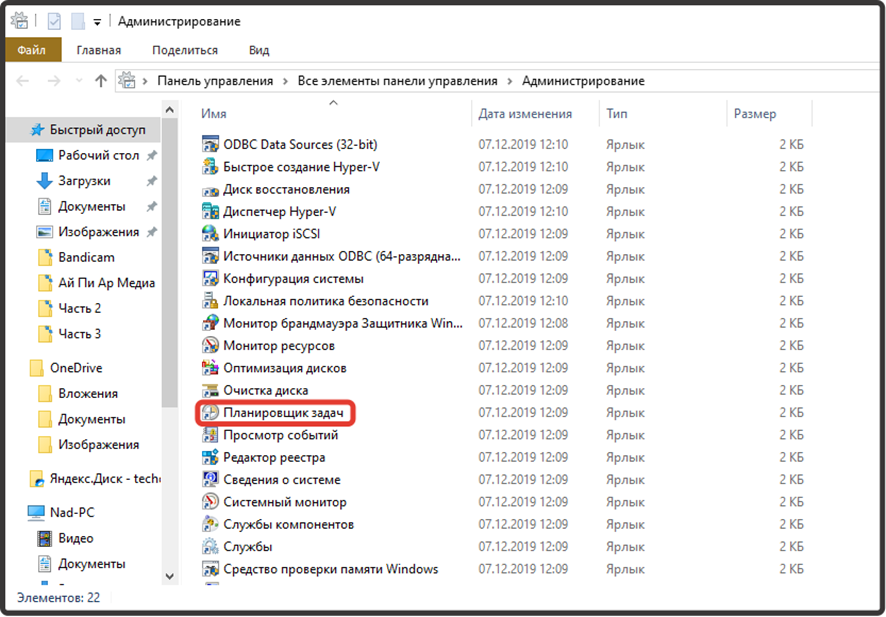 Администрирование
Файл Главная Поделиться Вид
Панель управления Все элементы панели управления Администрирование
Имя Дата изменения Тип Размер
Быстрый доступ
Рабочий стол
Загрузки
Документы
Изображения
Bandicam
Ай Пи Ар Медиа
Часть 2
Часть 3
OneDrive
Вложения
Документы
Изображения
Яндекс.Диск - tech
Nad-PC
Видео
Документы
ODBC Data Sources (32-bit) 07.12.2019 12:10 Ярлык 2 КБ
Быстрое создание Hyper-V 07.12.2019 12:10 Ярлык 2 КБ
Диск восстановления 07.12.2019 12:09 Ярлык 2 КБ
Диспетчер Hyper-V 07.12.2019 12:10 Ярлык 2 КБ
Инициатор iSCSI 07.12.2019 12:09 Ярлык 2 КБ
Источники данных ODBC (64-разрядна... 07.12.2019 12:09 Ярлык 2 КБ
Конфигурация системы 07.12.2019 12:09 Ярлык 2 КБ
Локальная политика безопасности 07.12.2019 12:10 Ярлык 2 КБ
Монитор брандмауэра Защитника Win... 07.12.2019 12:08 Ярлык 2 КБ
Монитор ресурсов 07.12.2019 12:09 Ярлык 2 КБ
Оптимизация дисков 07.12.2019 12:09 Ярлык 2 КБ
Очистка диска 07.12.2019 12:09 Ярлык 2 КБ
Планировщик задач 07.12.2019 12:09 Ярлык 2 КБ
Просмотр событий 07.12.2019 12:09 Ярлык 2 КБ
Редактор реестра 07.12.2019 12:09 Ярлык 2 КБ
Сведения о системе 07.12.2019 12:09 Ярлык 2 КБ
Системный монитор 07.12.2019 12:09 Ярлык 2 КБ
Службы компонентов 07.12.2019 12:09 Ярлык 2 КБ
Службы 07.12.2019 12:09 Ярлык 2 КБ
Средство проверки памяти Windows 07.12.2019 12:09 Ярлык 2 КБ
Элементов: 22